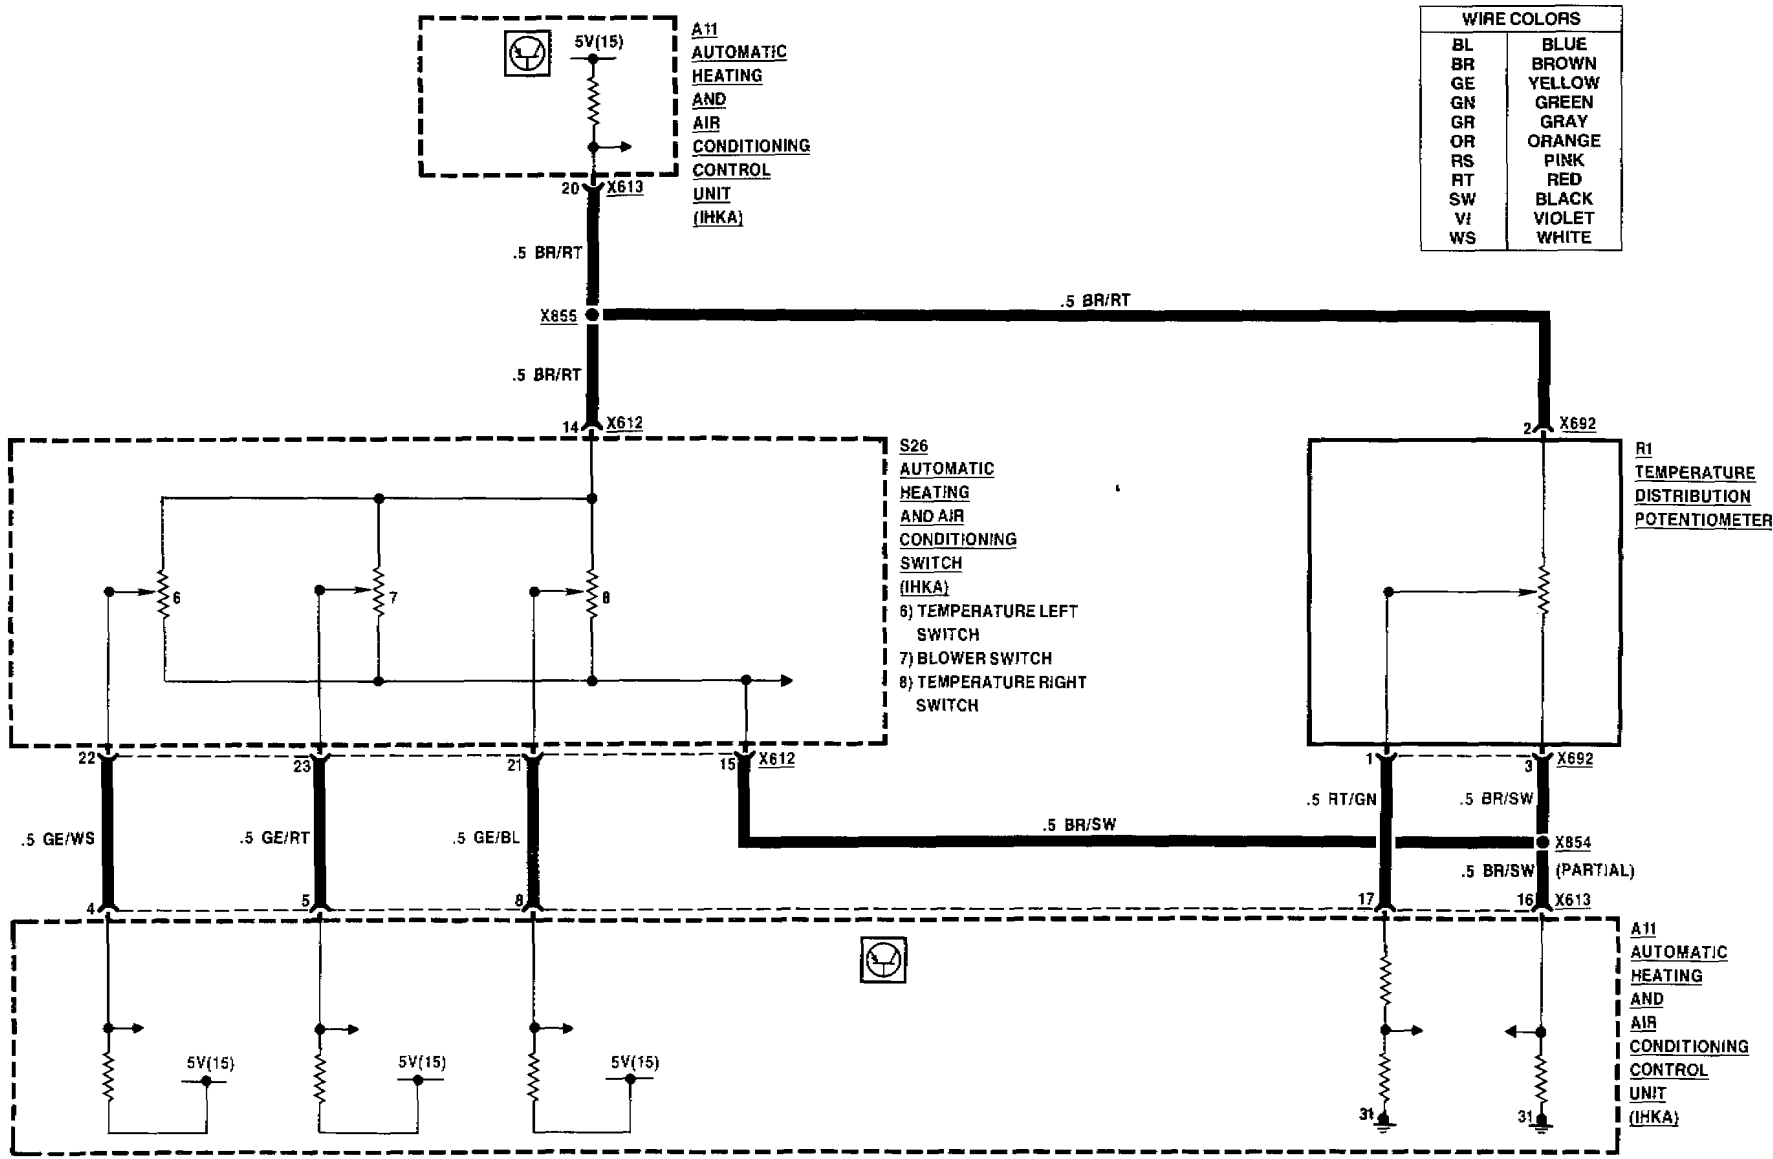 A11
AUTOMATIC
HEATING
AND
AIR
CONDITIONING
CONTROL
UNIT
(IHKA)
5V(15)
20 X613
WIRE COLORS
BL BLUE
BR BROWN
GE YELLOW
GN GREEN
GR GRAY
OR ORANGE
RS PINK
RT RED
SW BLACK
VI VIOLET
WS WHITE
.5 BR/RT
X855
.5 BR/RT
.5 BR/RT
14 X612
2 X692
S26
AUTOMATIC
HEATING
AND AIR
CONDITIONING
SWITCH
(IHKA)
6) TEMPERATURE LEFT
SWITCH
7) BLOWER SWITCH
8) TEMPERATURE RIGHT
SWITCH
R1
TEMPERATURE
DISTRIBUTION
POTENTIOMETER
6
7
8
22
23
21
15 X612
1
3 X692
.5 GE/WS
.5 GE/RT
.5 GE/BL
.5 BR/SW
.5 RT/GN
.5 BR/SW
X854
.5 BR/SW (PARTIAL)
4
5
8
17
16 X613
A11
AUTOMATIC
HEATING
AND
AIR
CONDITIONING
CONTROL
UNIT
(IHKA)
5V(15)
5V(15)
5V(15)
31
31